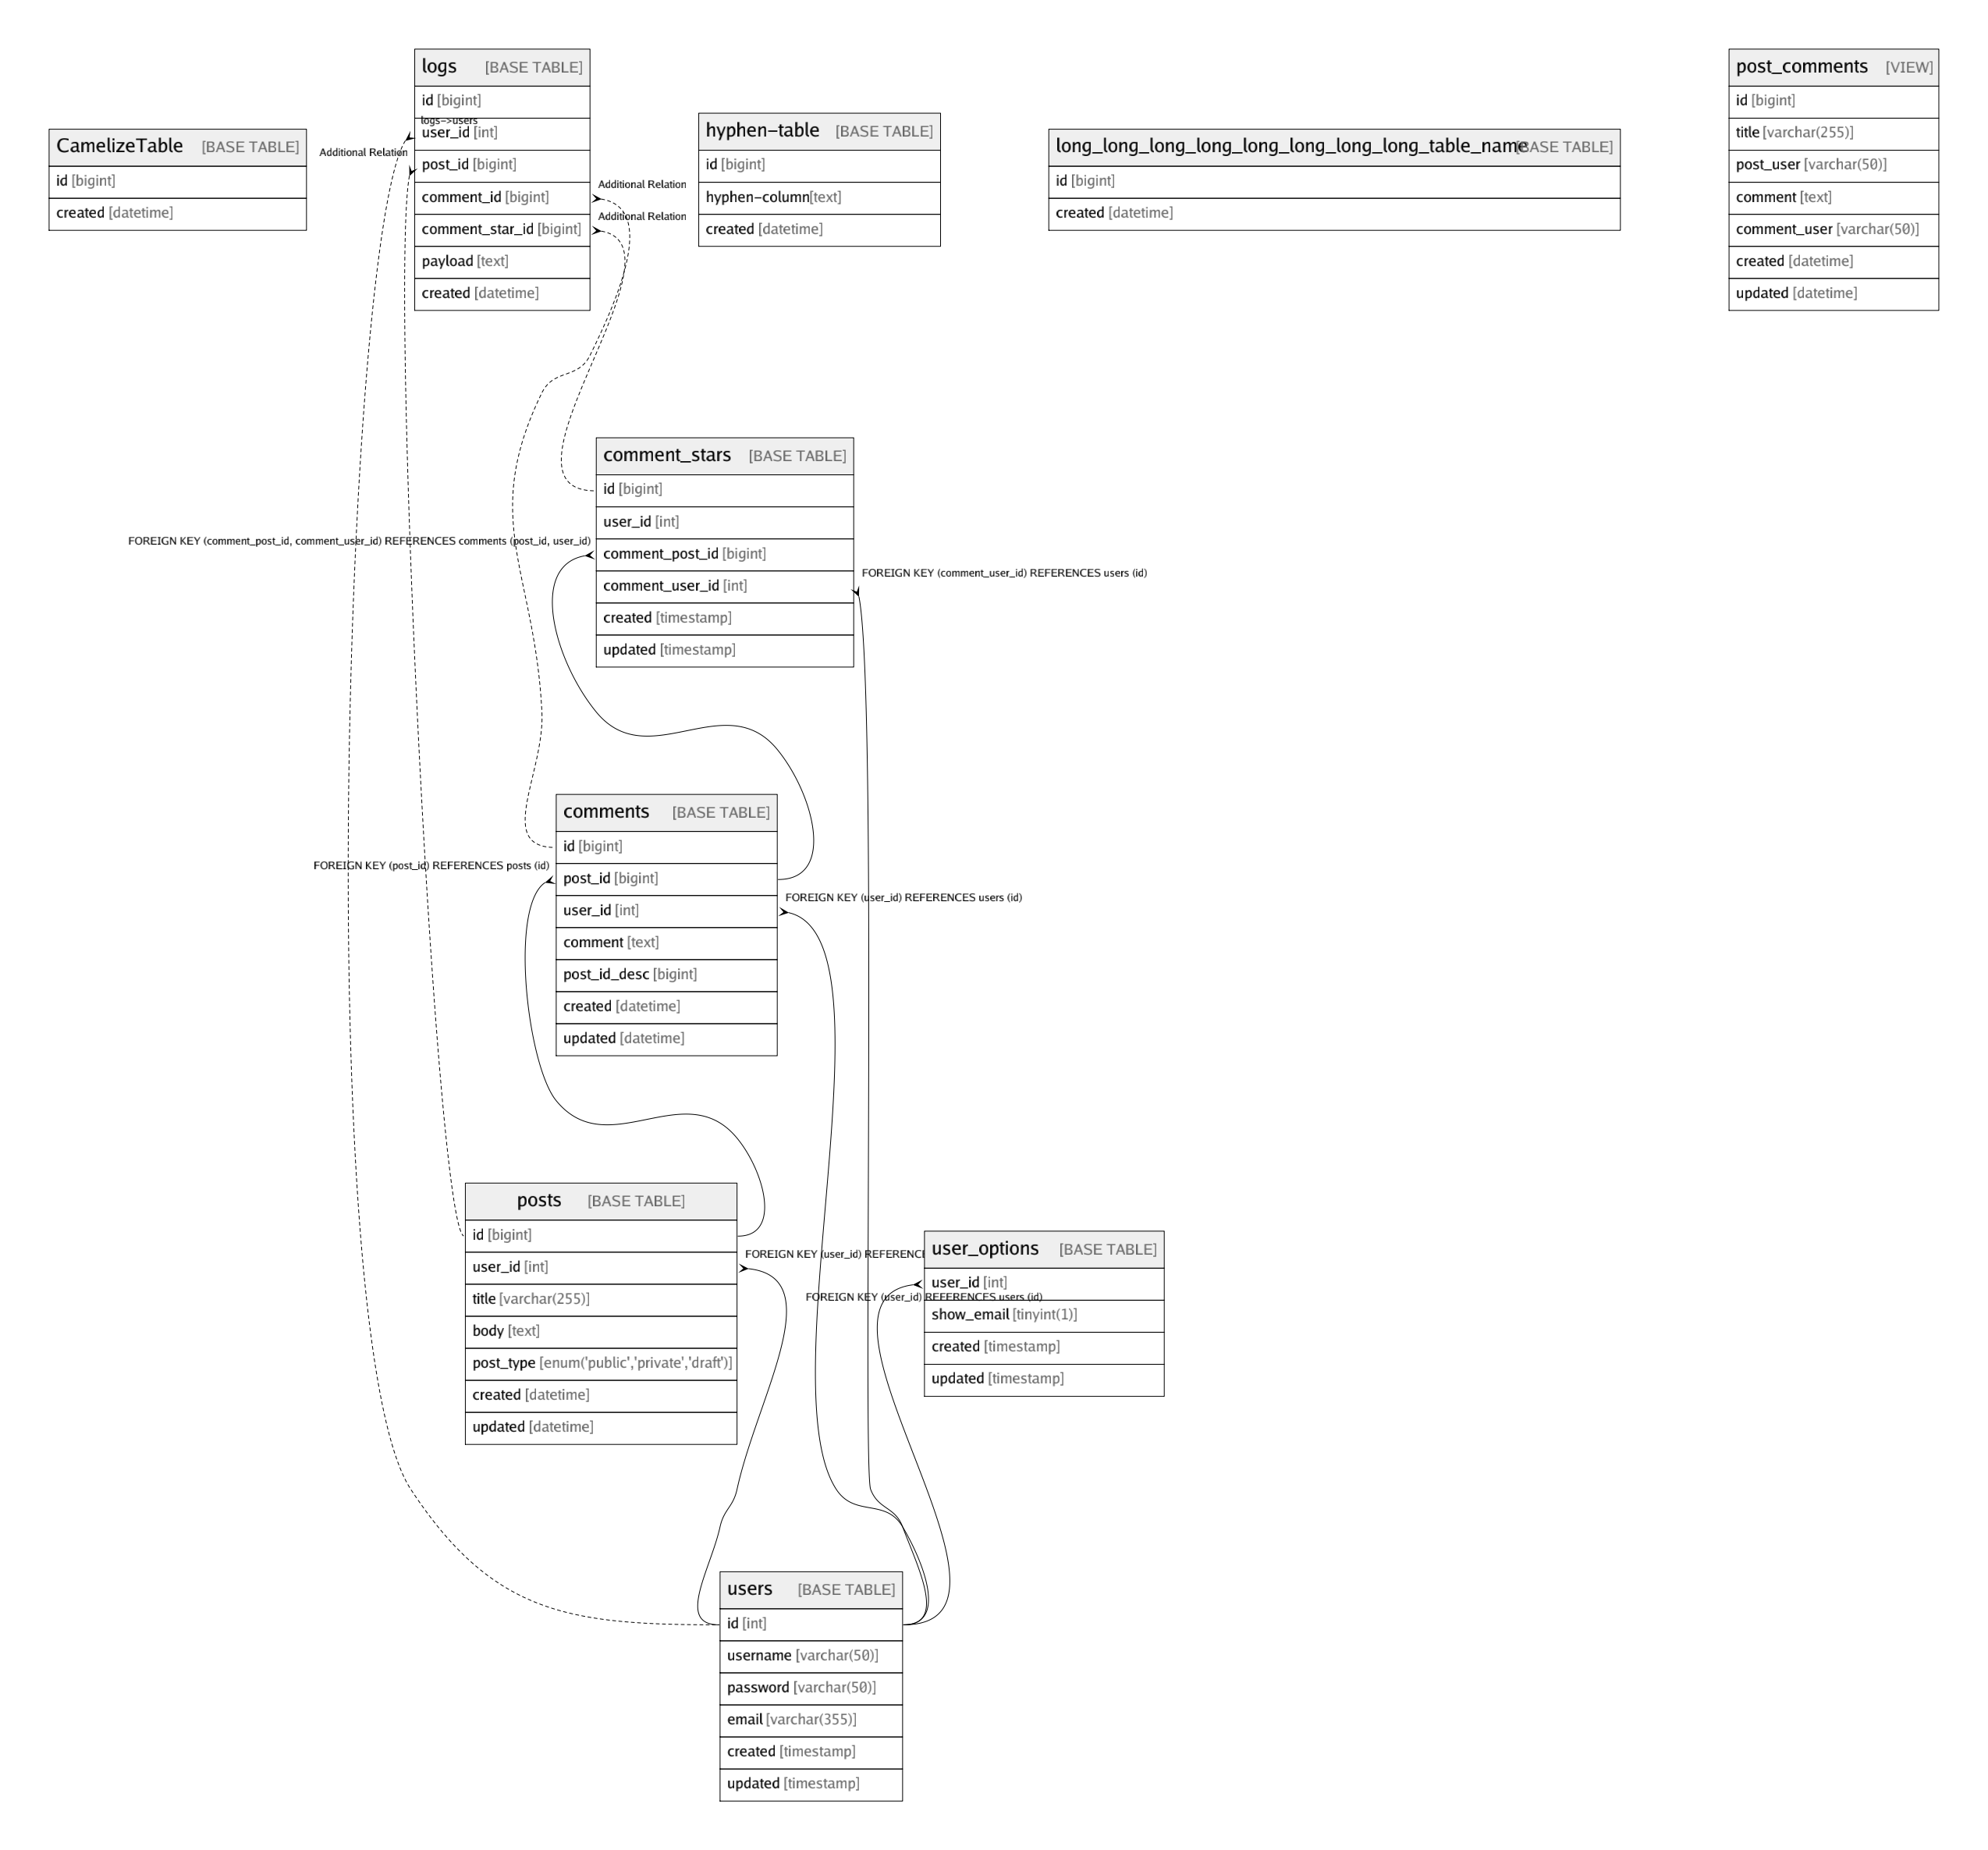 CamelizeTable [BASE TABLE]
id [bigint]
created [datetime]
logs [BASE TABLE]
id [bigint]
logs->users
user_id [int]
Additional Relation
post_id [bigint]
comment_id [bigint]
Additional Relation
comment_star_id [bigint]
Additional Relation
payload [text]
created [datetime]
hyphen-table [BASE TABLE]
id [bigint]
hyphen-column[text]
created [datetime]
long_long_long_long_long_long_long_long_table_name [BASE TABLE]
id [bigint]
created [datetime]
post_comments [VIEW]
id [bigint]
title [varchar(255)]
post_user [varchar(50)]
comment [text]
comment_user [varchar(50)]
created [datetime]
updated [datetime]
comment_stars [BASE TABLE]
id [bigint]
user_id [int]
FOREIGN KEY (comment_post_id, comment_user_id) REFERENCES comments (post_id, user_id)
comment_post_id [bigint]
FOREIGN KEY (comment_user_id) REFERENCES users (id)
comment_user_id [int]
created [timestamp]
updated [timestamp]
comments [BASE TABLE]
id [bigint]
FOREIGN KEY (post_id) REFERENCES posts (id)
post_id [bigint]
FOREIGN KEY (user_id) REFERENCES users (id)
user_id [int]
comment [text]
post_id_desc [bigint]
created [datetime]
updated [datetime]
posts [BASE TABLE]
id [bigint]
FOREIGN KEY (user_id)
user_id [int]
title [varchar(255)]
body [text]
post_type [enum('public','private','draft')]
created [datetime]
updated [datetime]
user_options [BASE TABLE]
user_id [int]
FOREIGN KEY (user_id) REFERENCES users (id)
show_email [tinyint(1)]
created [timestamp]
updated [timestamp]
users [BASE TABLE]
id [int]
username [varchar(50)]
password [varchar(50)]
email [varchar(355)]
created [timestamp]
updated [timestamp]